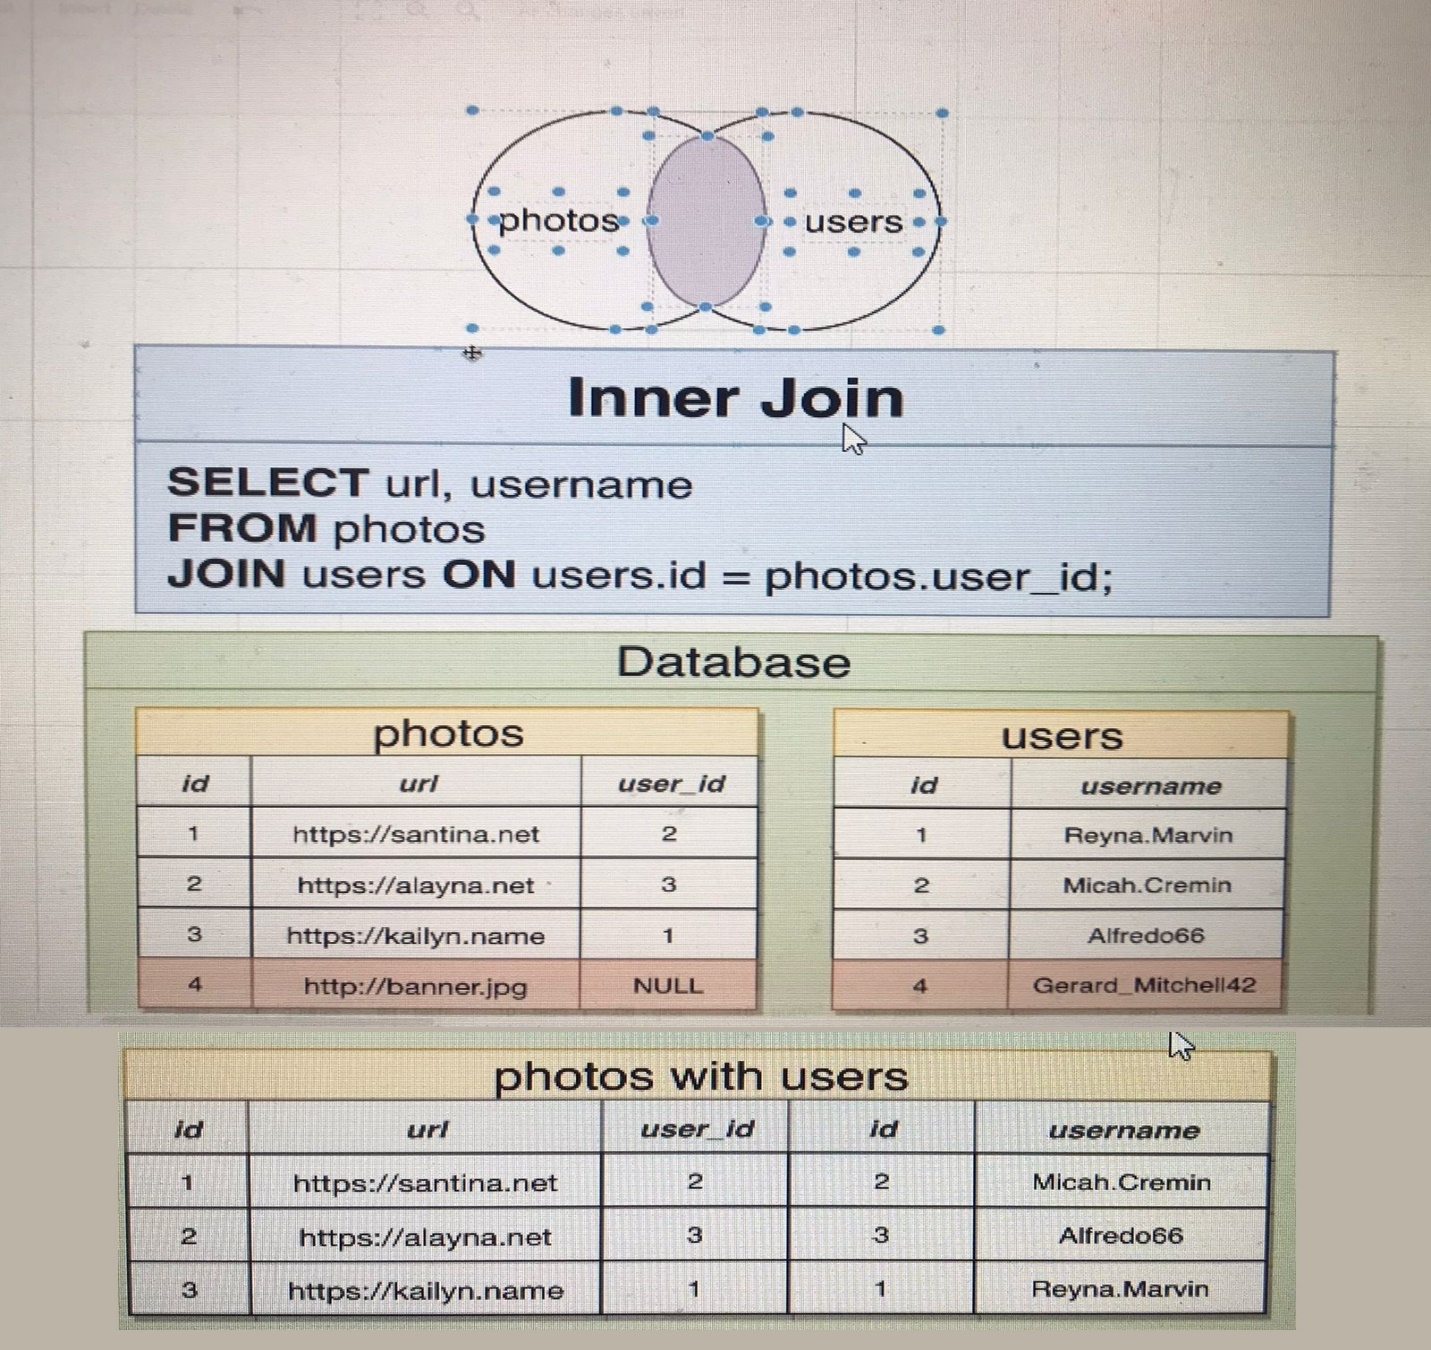 photos users
Inner Join
SELECT url, username
FROM photos
JOIN users ON users.id = photos.user_id;
Database
photos
id url user_id
1 https://santina.net 2
2 https://alayna.net 3
3 https://kailyn.name 1
4 http://banner.jpg NULL
users
id username
1 Reyna.Marvin
2 Micah.Cremin
3 Alfredo66
4 Gerard_Mitchell42
photos with users
id url user_id id username
1 https://santina.net 2 2 Micah.Cremin
2 https://alayna.net 3 3 Alfredo66
3 https://kailyn.name 1 1 Reyna.Marvin